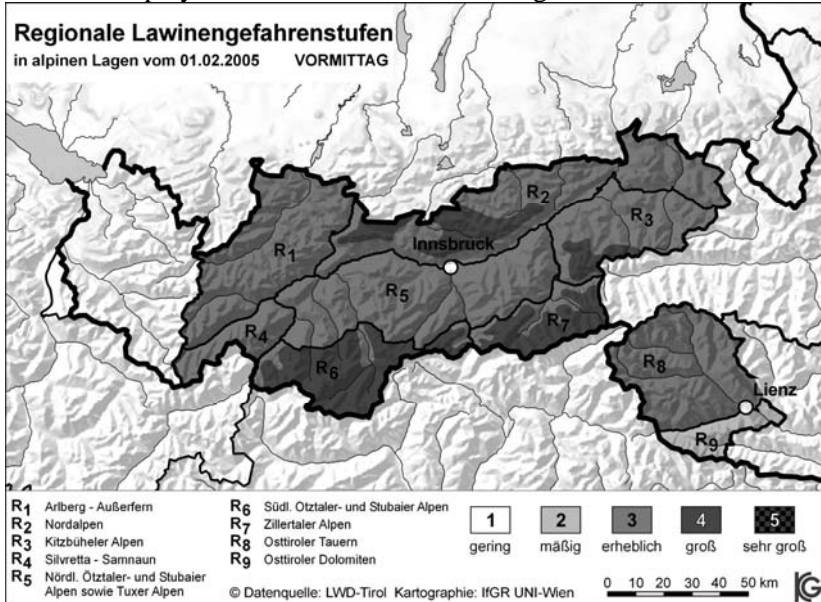 Regionale Lawinengefahrenstufen
in alpinen Lagen vom 01.02.2005 VORMITTAG
R2
R3
Innsbruck
R1
R5
R7
R4
R6
R8
Lienz
R9
R1 Arlberg - Außerfern
R2 Nordalpen
R3 Kitzbüheler Alpen
R4 Silvretta - Samnaun
R5 Nördl. Ötztaler- und Stubaier
Alpen sowie Tuxer Alpen
R6 Südl. Ötztaler- und Stubaier Alpen
R7 Zillertaler Alpen
R8 Osttiroler Tauern
R9 Osttiroler Dolomiten
1 2 3 4 5
gering mäßig erheblich groß sehr groß
© Datenquelle: LWD-Tirol Kartographie: IfGR UNI-Wien
0 10 20 30 40 50 km